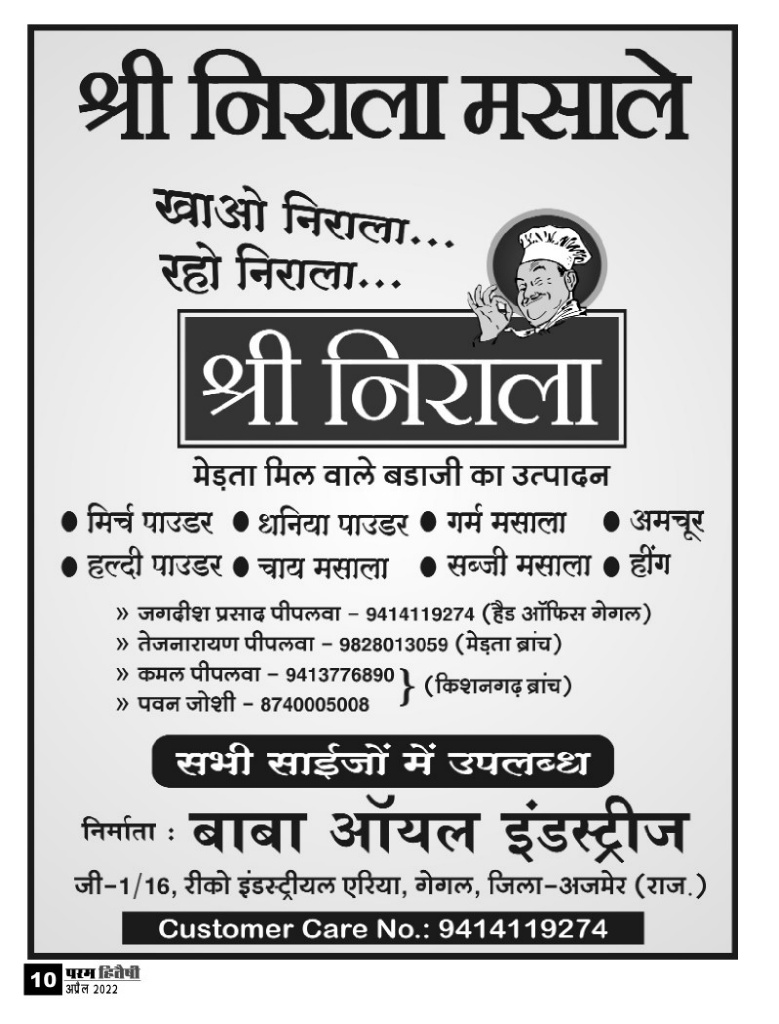 श्री निराला मसाले
खाओ निराला...
रहो निराला...
श्री निराला
मेड़ता मिल वाले बडाजी का उत्पादन
● मिर्च पाउडर ● धनिया पाउडर ● गर्म मसाला ● अमचूर
● हल्दी पाउडर ● चाय मसाला ● सब्जी मसाला ● हींग
» जगदीश प्रसाद पीपलवा - 9414119274 (हैड ऑफिस गेगल)
» तेजनारायण पीपलवा - 9828013059 (मेड़ता ब्रांच)
» कमल पीपलवा - 9413776890
» पवन जोशी - 8740005008
} (किशनगढ़ ब्रांच)
सभी साईजों में उपलब्ध
निर्माता : बाबा ऑयल इंडस्ट्रीज
जी-1/16, रीको इंडस्ट्रीयल एरिया, गेगल, जिला-अजमेर (राज.)
Customer Care No.: 9414119274
10 परम हितैषी
अप्रैल 2022